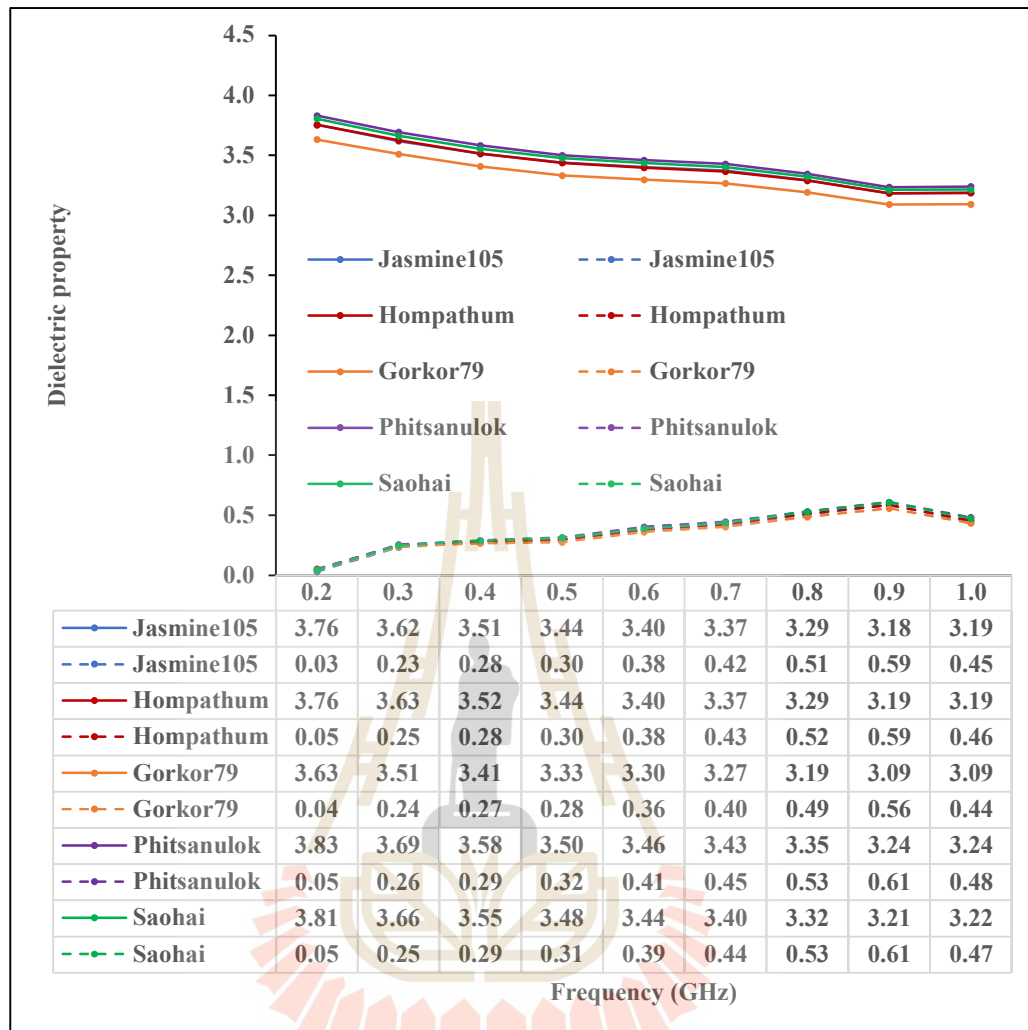 4.5
4.0
3.5
3.0
2.5
2.0
1.5
1.0
0.5
0.0
Dielectric property
Jasmine105 Jasmine105
Hompathum Hompathum
Gorkor79 Gorkor79
Phitsanulok Phitsanulok
Saohai Saohai
0.2 0.3 0.4 0.5 0.6 0.7 0.8 0.9 1.0
Jasmine105 3.76 3.62 3.51 3.44 3.40 3.37 3.29 3.18 3.19
Jasmine105 0.03 0.23 0.28 0.30 0.38 0.42 0.51 0.59 0.45
Hompathum 3.76 3.63 3.52 3.44 3.40 3.37 3.29 3.19 3.19
Hompathum 0.05 0.25 0.28 0.30 0.38 0.43 0.52 0.59 0.46
Gorkor79 3.63 3.51 3.41 3.33 3.30 3.27 3.19 3.09 3.09
Gorkor79 0.04 0.24 0.27 0.28 0.36 0.40 0.49 0.56 0.44
Phitsanulok 3.83 3.69 3.58 3.50 3.46 3.43 3.35 3.24 3.24
Phitsanulok 0.05 0.26 0.29 0.32 0.41 0.45 0.53 0.61 0.48
Saohai 3.81 3.66 3.55 3.48 3.44 3.40 3.32 3.21 3.22
Saohai 0.05 0.25 0.29 0.31 0.39 0.44 0.53 0.61 0.47
Frequency (GHz)